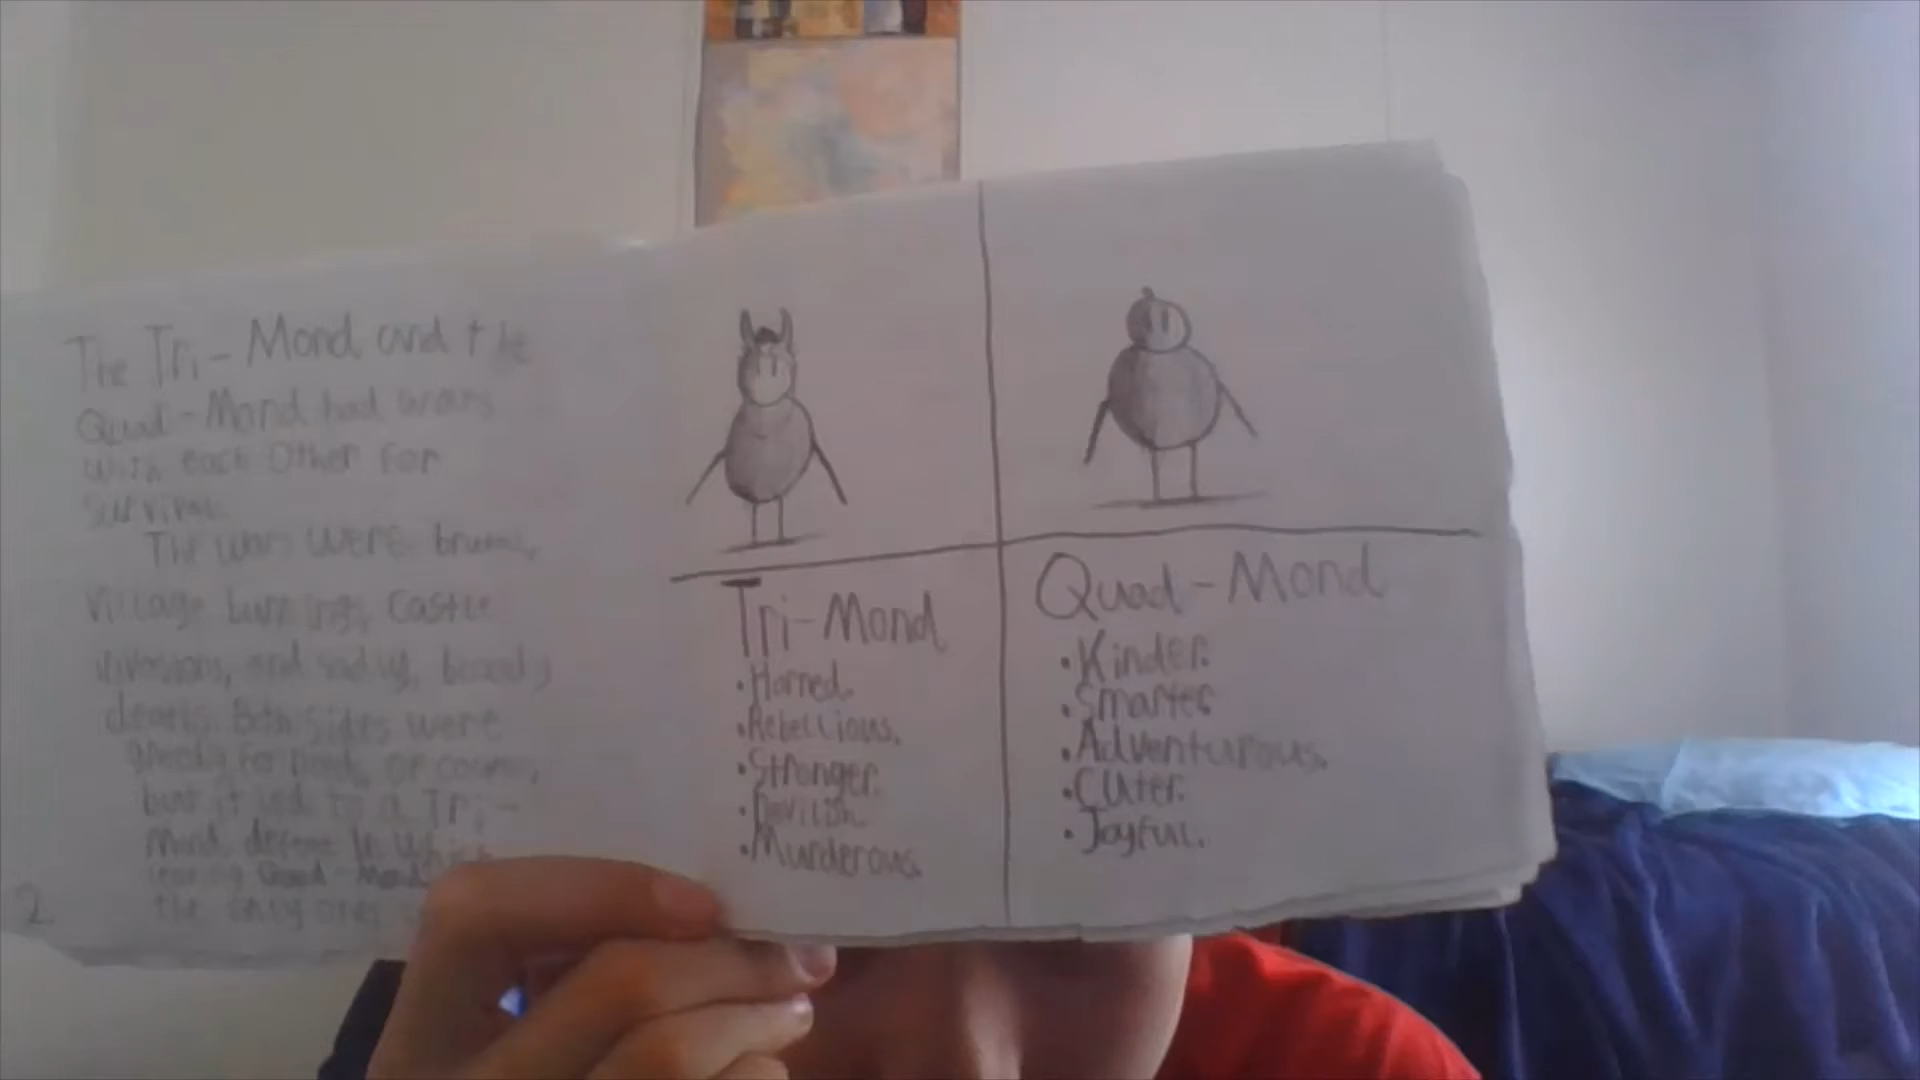 The Tri-Mond and the
Quad-Mond had wars
with each other for
survival.
The wars were brutal,
Village burnings, castle
invasions, and sadly, bloody
deaths. Both sides were
greedy for food, or
but it led to a Tri-
Mond defeat in which
leaving Quad-Mond
the only ones
2
Tri-Mond
•Horned.
•Rebellious.
•Stronger.
•Devilish.
•Murderous.
Quad-Mond
•Kinder.
•Smarter
•Adventurous.
•Cuter.
•Joyful.